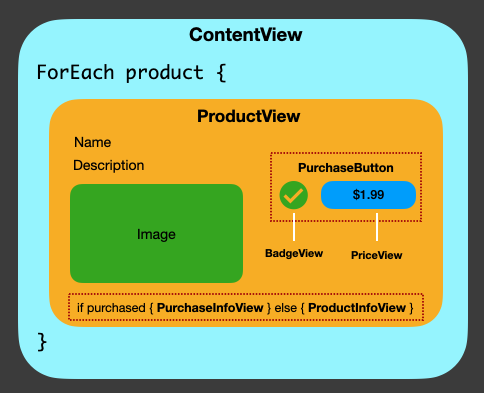 ContentView
ForEach product {
ProductView
Name
Description
PurchaseButton
$1.99
Image
BadgeView
PriceView
if purchased { PurchaseInfoView } else { ProductInfoView }
}